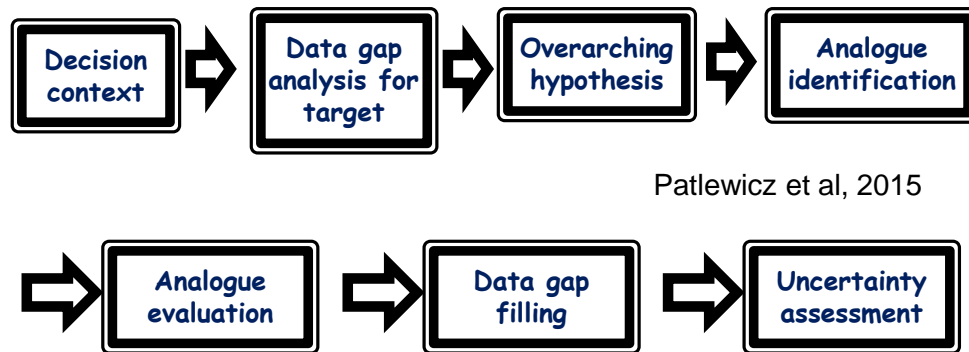 Decision
context
Data gap
analysis for
target
Overarching
hypothesis
Analogue
identification
Patlewicz et al, 2015
Analogue
evaluation
Data gap
filling
Uncertainty
assessment